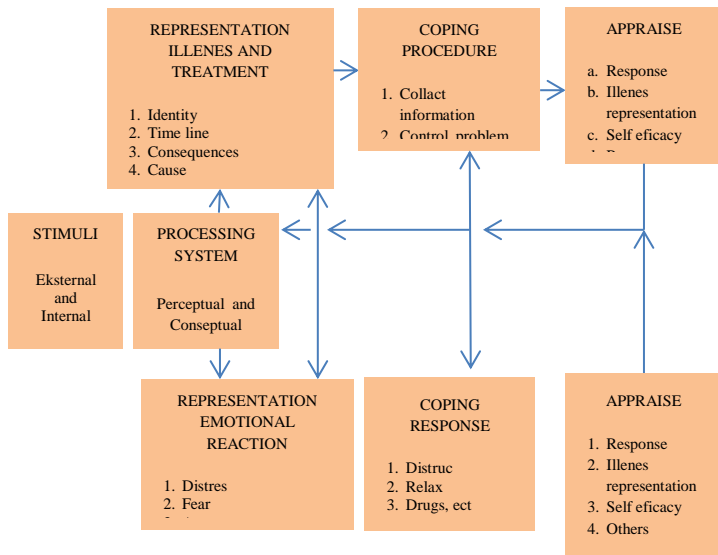 REPRESENTATION
ILLENES AND
TREATMENT
1. Identity
2. Time line
3. Consequences
4. Cause
COPING
PROCEDURE
1. Collact
information
2. Control problem
APPRAISE
a. Response
b. Illenes
representation
c. Self eficacy
STIMULI
Eksternal
and
Internal
PROCESSING
SYSTEM
Perceptual and
Conseptual
REPRESENTATION
EMOTIONAL
REACTION
1. Distres
2. Fear
COPING
RESPONSE
1. Distruc
2. Relax
3. Drugs, ect
APPRAISE
1. Response
2. Illenes
representation
3. Self eficacy
4. Others